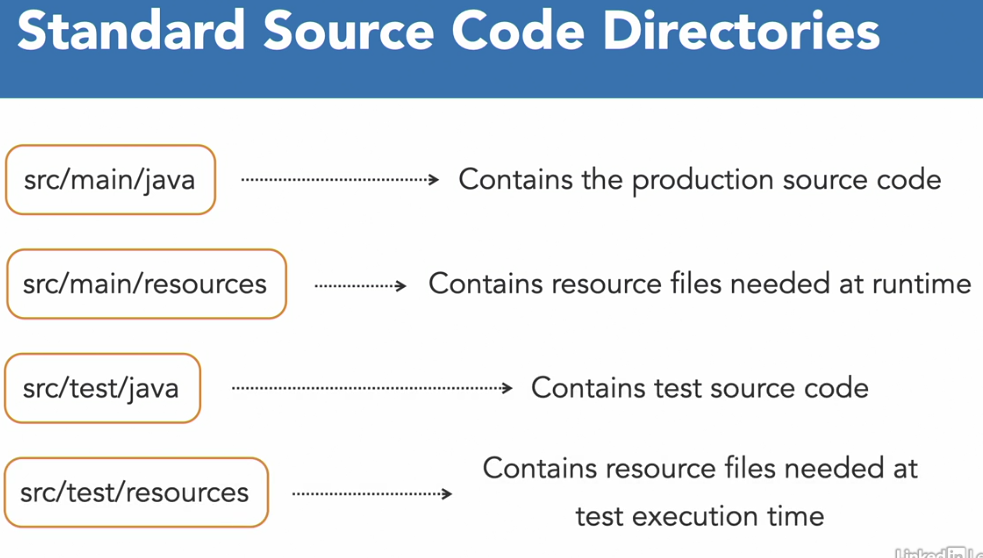 Standard Source Code Directories
src/main/java
Contains the production source code
src/main/resources
Contains resource files needed at runtime
src/test/java
Contains test source code
src/test/resources
Contains resource files needed at
test execution time